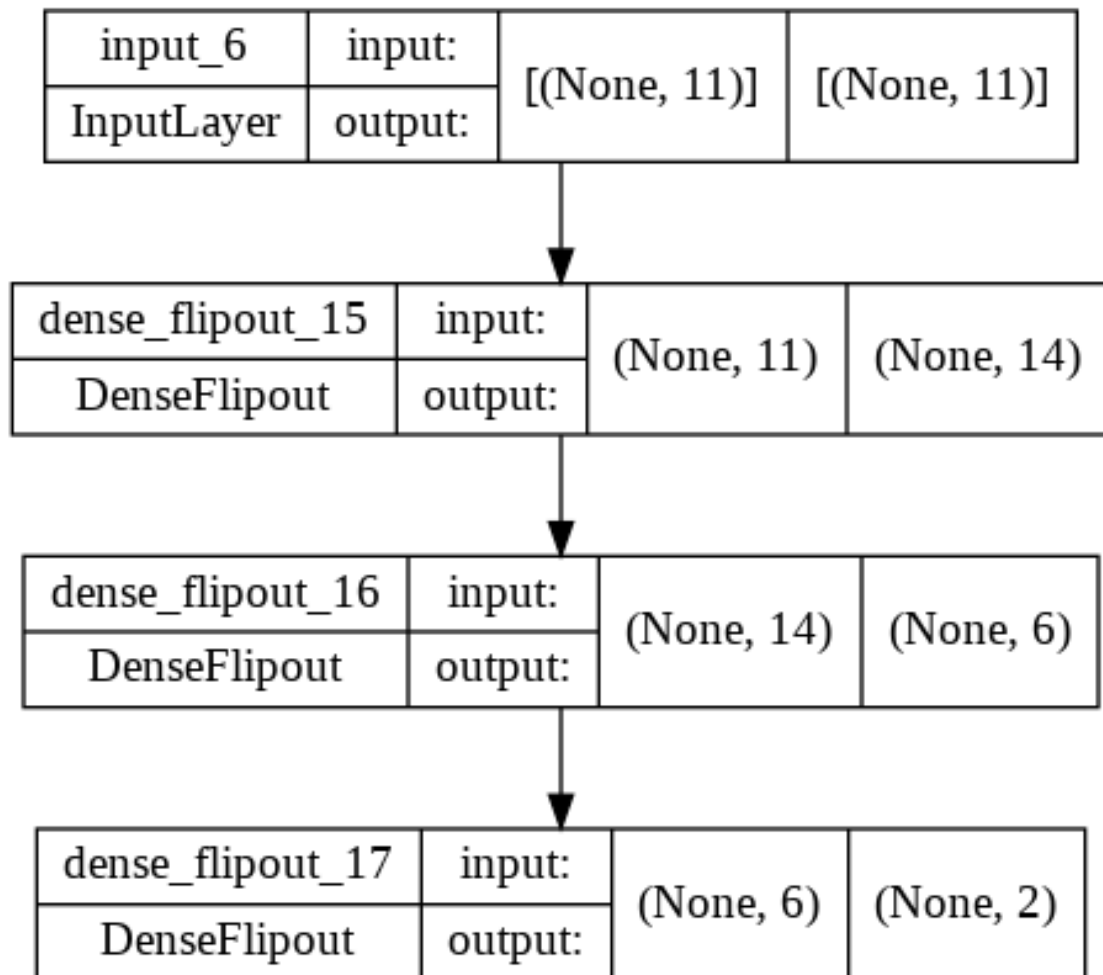 input_6
InputLayer
input:
output:
[(None, 11)]
[(None, 11)]
dense_flipout_15
DenseFlipout
input:
output:
(None, 11)
(None, 14)
dense_flipout_16
DenseFlipout
input:
output:
(None, 14)
(None, 6)
dense_flipout_17
DenseFlipout
input:
output:
(None, 6)
(None, 2)